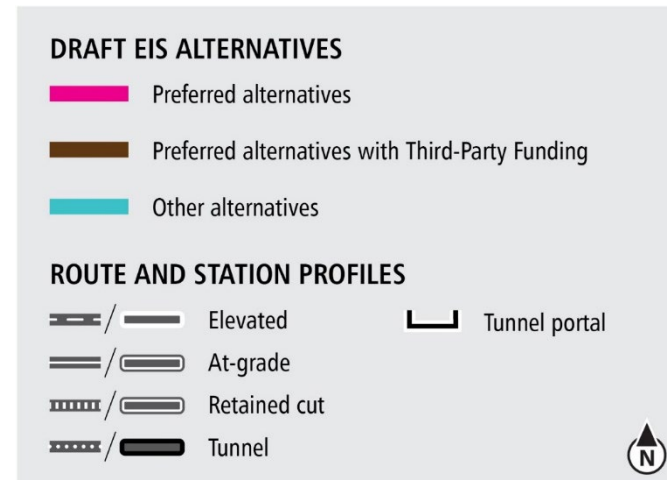 DRAFT EIS ALTERNATIVES
Preferred alternatives
Preferred alternatives with Third-Party Funding
Other alternatives
ROUTE AND STATION PROFILES
Elevated
Tunnel portal
At-grade
Retained cut
Tunnel
N